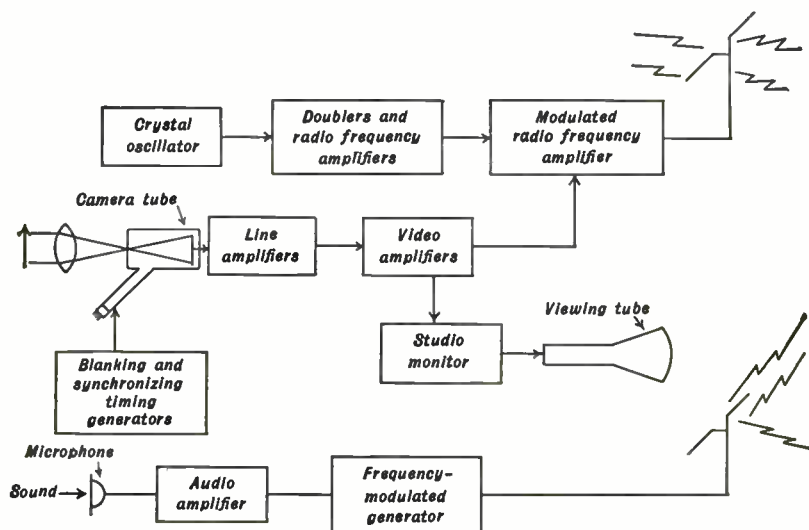 Crystal
oscillator
Doublers and
radio frequency
amplifiers
Modulated
radio frequency
amplifier
Camera tube
Line
amplifiers
Video
amplifiers
Studio
monitor
Viewing tube
Blanking and
synchronizing
timing
generators
Microphone
Sound
Audio
amplifier
Frequency-
modulated
generator